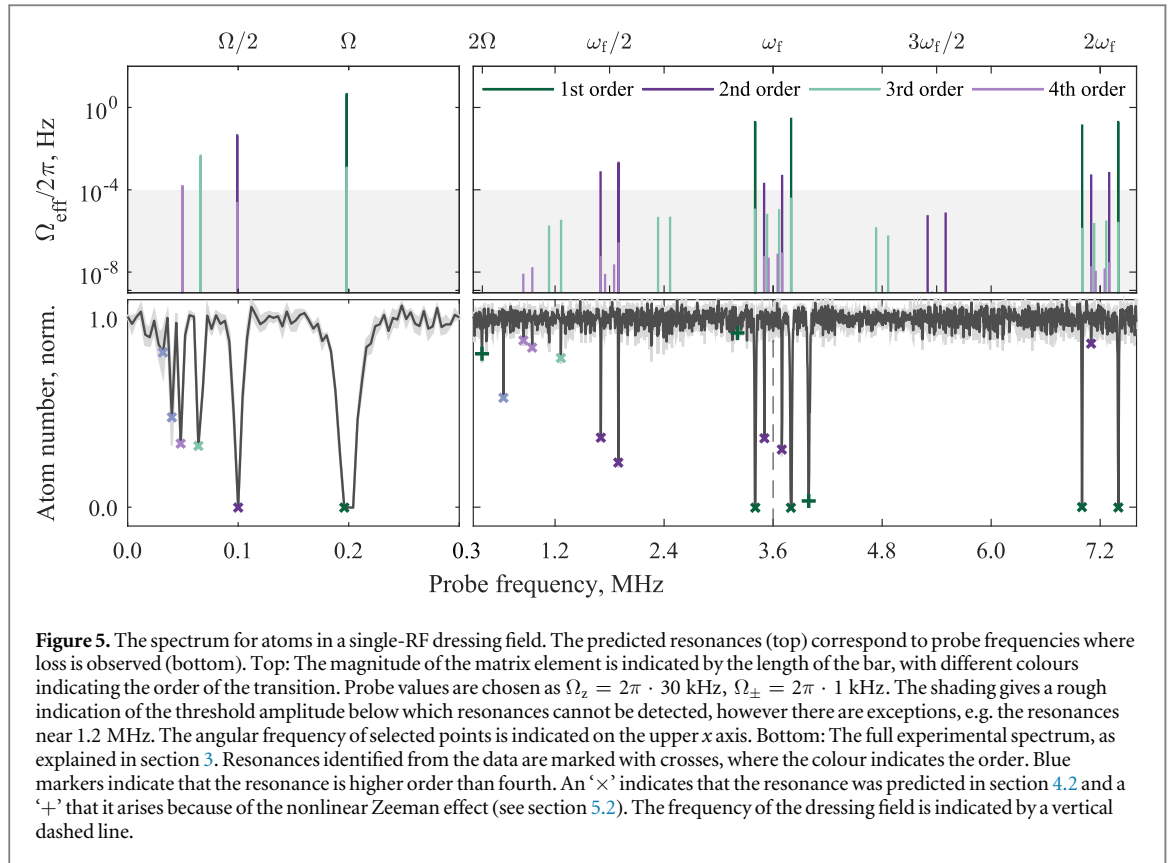 Ω/2 Ω 2Ω ω_f/2 ω_f 3ω_f/2 2ω_f
1st order 2nd order 3rd order 4th order
Ω_eff/2π, Hz
10^0
10^-4
10^-8
Atom number, norm.
1.0
0.0
0.0 0.1 0.2 0.3 1.2 2.4 3.6 4.8 6.0 7.2
Probe frequency, MHz
Figure 5. The spectrum for atoms in a single-RF dressing field. The predicted resonances (top) correspond to probe frequencies where
loss is observed (bottom). Top: The magnitude of the matrix element is indicated by the length of the bar, with different colours
indicating the order of the transition. Probe values are chosen as Ω_z = 2π · 30 kHz, Ω_± = 2π · 1 kHz. The shading gives a rough
indication of the threshold amplitude below which resonances cannot be detected, however there are exceptions, e.g. the resonances
near 1.2 MHz. The angular frequency of selected points is indicated on the upper x axis. Bottom: The full experimental spectrum, as
explained in section 3. Resonances identified from the data are marked with crosses, where the colour indicates the order. Blue
markers indicate that the resonance is higher order than fourth. An ‘×’ indicates that the resonance was predicted in section 4.2 and a
‘+’ that it arises because of the nonlinear Zeeman effect (see section 5.2). The frequency of the dressing field is indicated by a vertical
dashed line.